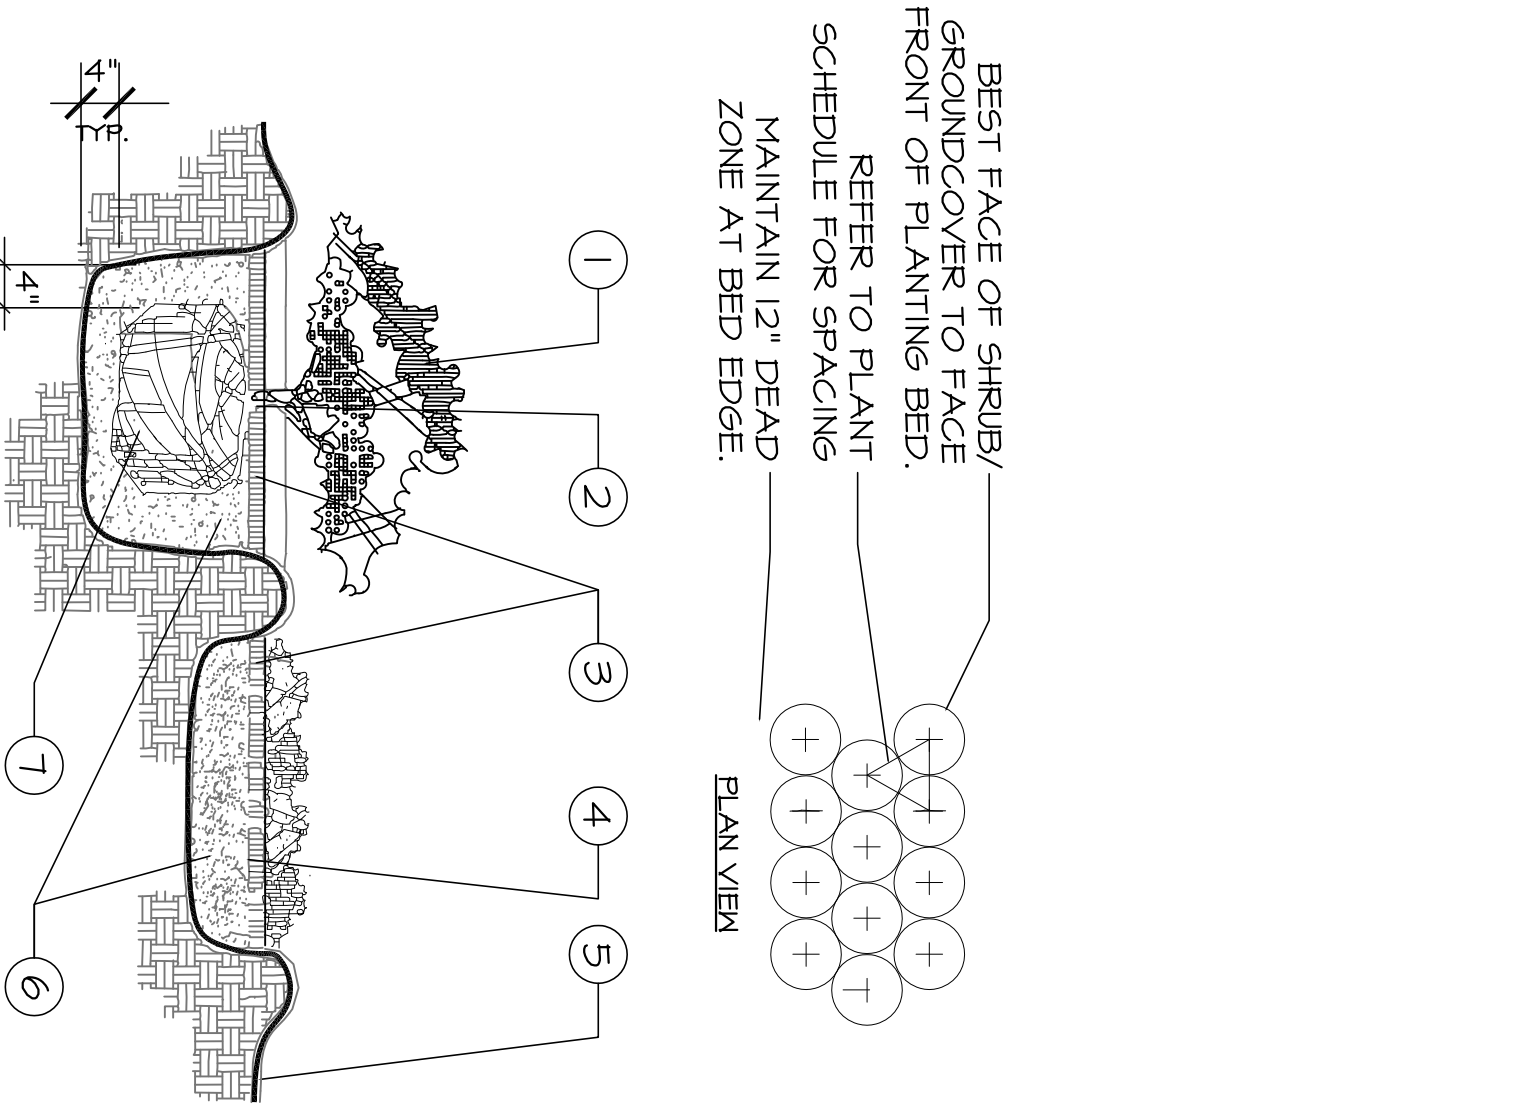 BEST FACE OF SHRUB/
GROUNDCOVER TO FACE
FRONT OF PLANTING BED.
REFER TO PLANT
SCHEDULE FOR SPACING
MAINTAIN 12" DEAD
ZONE AT BED EDGE.
PLAN VIEW
1
2
3
4
5
6
7
4"
TYP.
4"